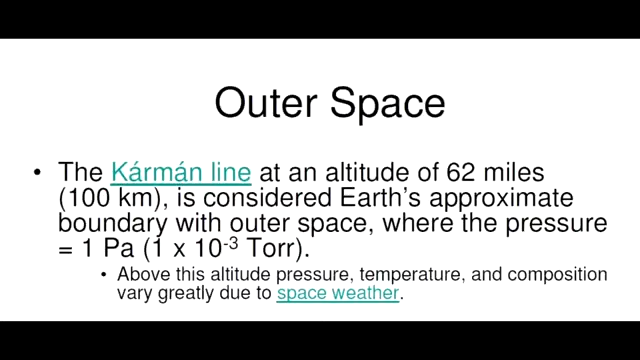 Outer Space
• The Kármán line at an altitude of 62 miles
(100 km), is considered Earth's approximate
boundary with outer space, where the pressure
= 1 Pa (1 x 10⁻³ Torr).
• Above this altitude pressure, temperature, and composition
vary greatly due to space weather.